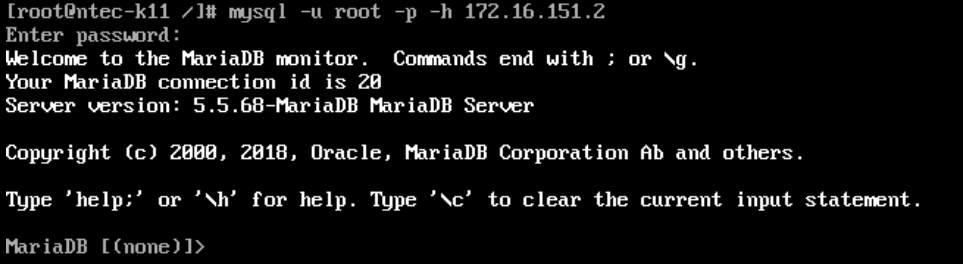 [root@ntec-k11 /]# mysql -u root -p -h 172.16.151.2
Enter password:
Welcome to the MariaDB monitor.  Commands end with ; or \g.
Your MariaDB connection id is 20
Server version: 5.5.68-MariaDB MariaDB Server
Copyright (c) 2000, 2018, Oracle, MariaDB Corporation Ab and others.
Type 'help;' or '\h' for help. Type '\c' to clear the current input statement.
MariaDB [(none)]>